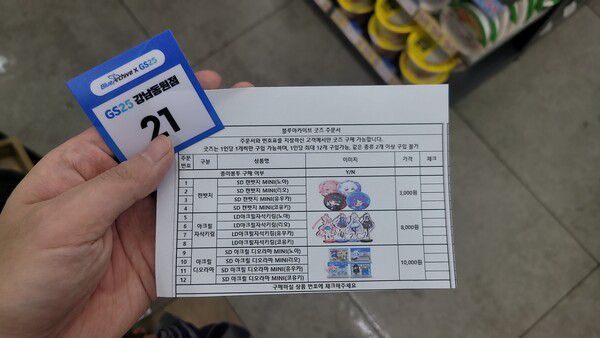 BlueArchive X GS25
GS25 강남동원점
21
블루아카이브 굿즈 주문서
주문서와 번호표를 지참하신 고객께서만 굿즈 구매 가능합니다.
굿즈는 1인당 1개씩만 구입 가능하며, 1인당 최대 12개 구입가능, 같은 종류 2개 이상 구입 불가
주문번호 구분 상품명 이미지 가격 체크
종이봉투 구매 여부 Y/N
1 SD 캔뱃지 MINI(노아)
2 SD 캔뱃지 MINI(리오)
3 SD 캔뱃지 MINI(유우카)
4 SD 캔뱃지 MINI(코유키)
캔뱃지 3,000원
5 LD아크릴자석키링(노아)
6 LD아크릴자석키링(리오)
7 LD아크릴자석키링(유우카)
8 LD아크릴자석키링(코유키)
아크릴
자석키링 8,000원
9 SD 아크릴 디오라마 MINI(노아)
10 SD 아크릴 디오라마 MINI(리오)
11 SD 아크릴 디오라마 MINI(유우카)
12 SD 아크릴 디오라마 MINI(코유키)
아크릴
디오라마 10,000원
구매하실 상품 번호에 체크해주세요